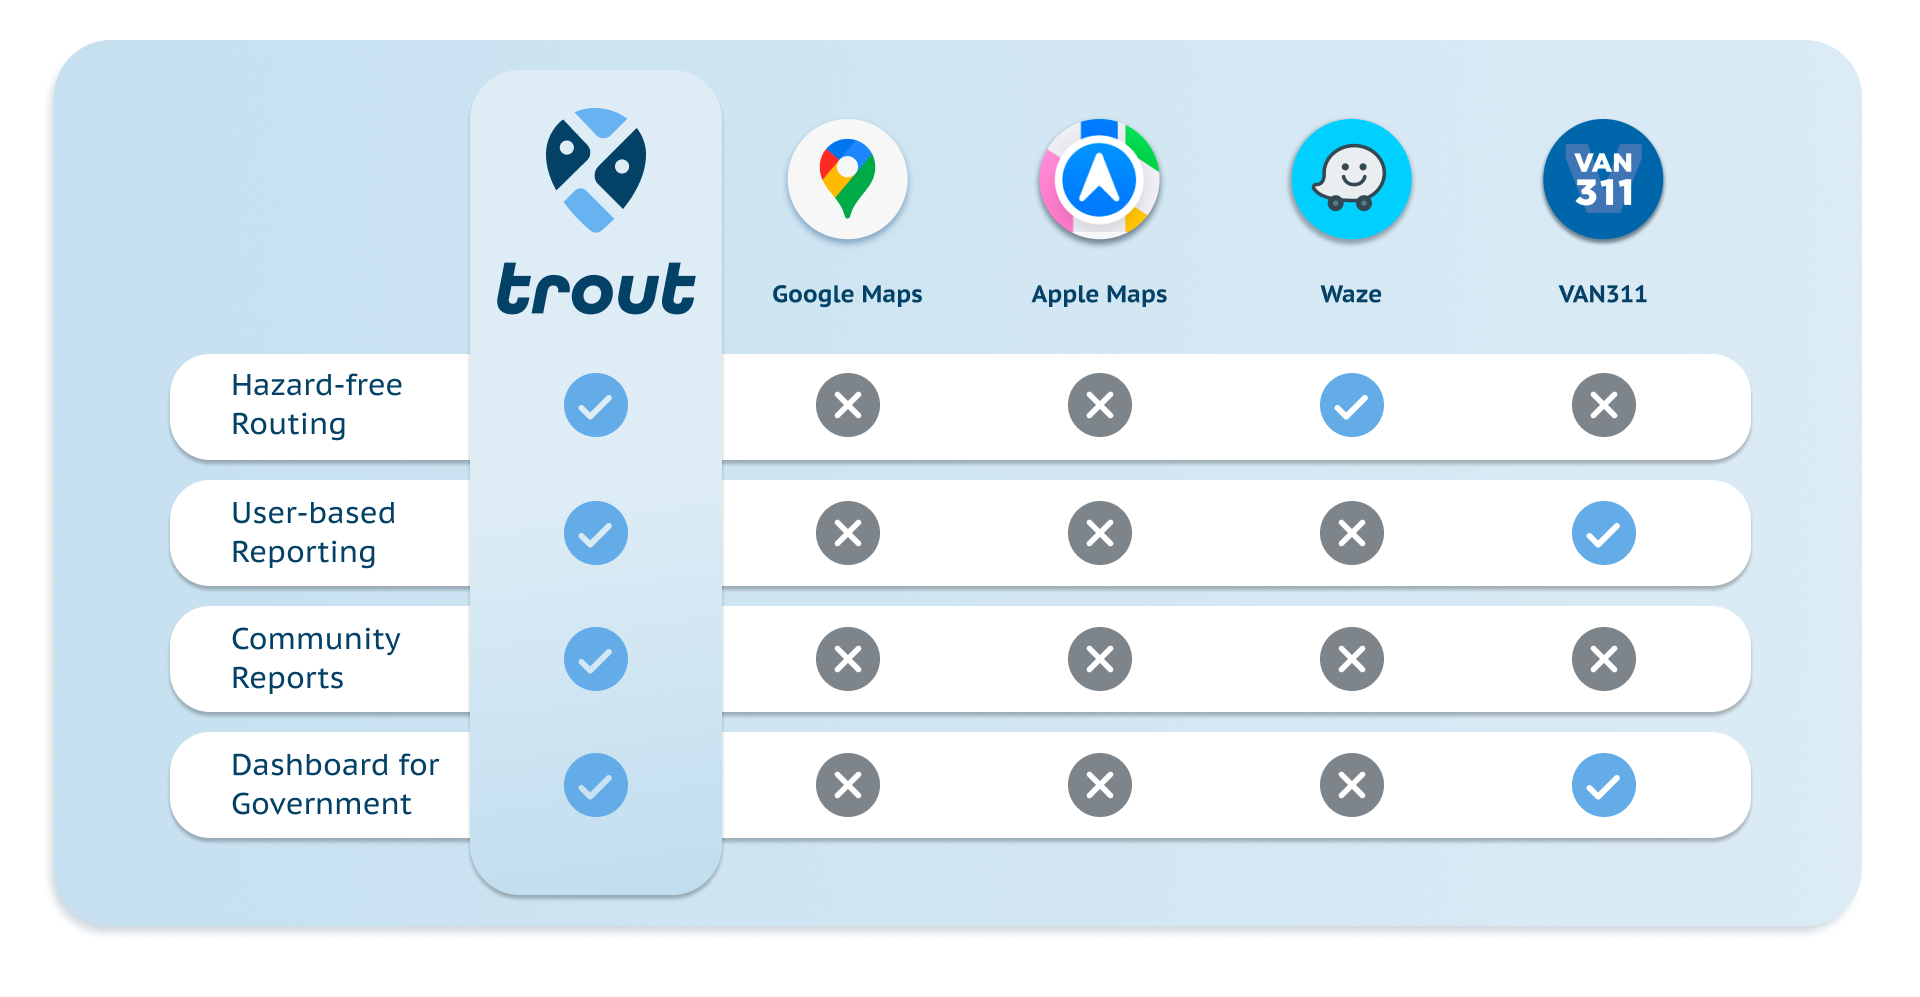 trout
Google Maps
Apple Maps
Waze
VAN
311
VAN311
Hazard-free
Routing
User-based
Reporting
Community
Reports
Dashboard for
Government